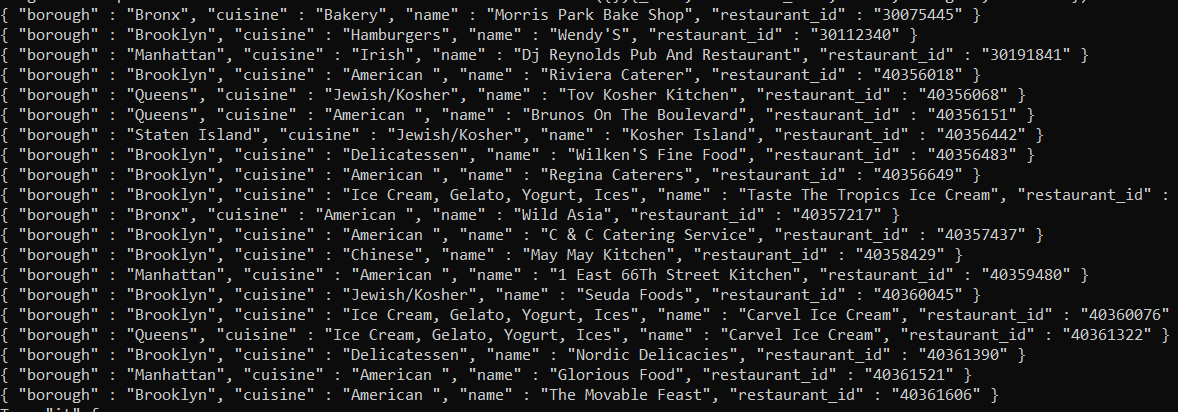 { "borough" : "Bronx", "cuisine" : "Bakery", "name" : "Morris Park Bake Shop", "restaurant_id" : "30075445" }
{ "borough" : "Brooklyn", "cuisine" : "Hamburgers", "name" : "Wendy'S", "restaurant_id" : "30112340" }
{ "borough" : "Manhattan", "cuisine" : "Irish", "name" : "Dj Reynolds Pub And Restaurant", "restaurant_id" : "30191841" }
{ "borough" : "Brooklyn", "cuisine" : "American ", "name" : "Riviera Caterer", "restaurant_id" : "40356018" }
{ "borough" : "Queens", "cuisine" : "Jewish/Kosher", "name" : "Tov Kosher Kitchen", "restaurant_id" : "40356068" }
{ "borough" : "Queens", "cuisine" : "American ", "name" : "Brunos On The Boulevard", "restaurant_id" : "40356151" }
{ "borough" : "Staten Island", "cuisine" : "Jewish/Kosher", "name" : "Kosher Island", "restaurant_id" : "40356442" }
{ "borough" : "Brooklyn", "cuisine" : "Delicatessen", "name" : "Wilken'S Fine Food", "restaurant_id" : "40356483" }
{ "borough" : "Brooklyn", "cuisine" : "American ", "name" : "Regina Caterers", "restaurant_id" : "40356649" }
{ "borough" : "Brooklyn", "cuisine" : "Ice Cream, Gelato, Yogurt, Ices", "name" : "Taste The Tropics Ice Cream", "restaurant_id" :
{ "borough" : "Bronx", "cuisine" : "American ", "name" : "Wild Asia", "restaurant_id" : "40357217" }
{ "borough" : "Brooklyn", "cuisine" : "American ", "name" : "C & C Catering Service", "restaurant_id" : "40357437" }
{ "borough" : "Brooklyn", "cuisine" : "Chinese", "name" : "May May Kitchen", "restaurant_id" : "40358429" }
{ "borough" : "Manhattan", "cuisine" : "American ", "name" : "1 East 66Th Street Kitchen", "restaurant_id" : "40359480" }
{ "borough" : "Brooklyn", "cuisine" : "Jewish/Kosher", "name" : "Seuda Foods", "restaurant_id" : "40360045" }
{ "borough" : "Brooklyn", "cuisine" : "Ice Cream, Gelato, Yogurt, Ices", "name" : "Carvel Ice Cream", "restaurant_id" : "40360076"
{ "borough" : "Queens", "cuisine" : "Ice Cream, Gelato, Yogurt, Ices", "name" : "Carvel Ice Cream", "restaurant_id" : "40361322" }
{ "borough" : "Brooklyn", "cuisine" : "Delicatessen", "name" : "Nordic Delicacies", "restaurant_id" : "40361390" }
{ "borough" : "Manhattan", "cuisine" : "American ", "name" : "Glorious Food", "restaurant_id" : "40361521" }
{ "borough" : "Brooklyn", "cuisine" : "American ", "name" : "The Movable Feast", "restaurant_id" : "40361606" }